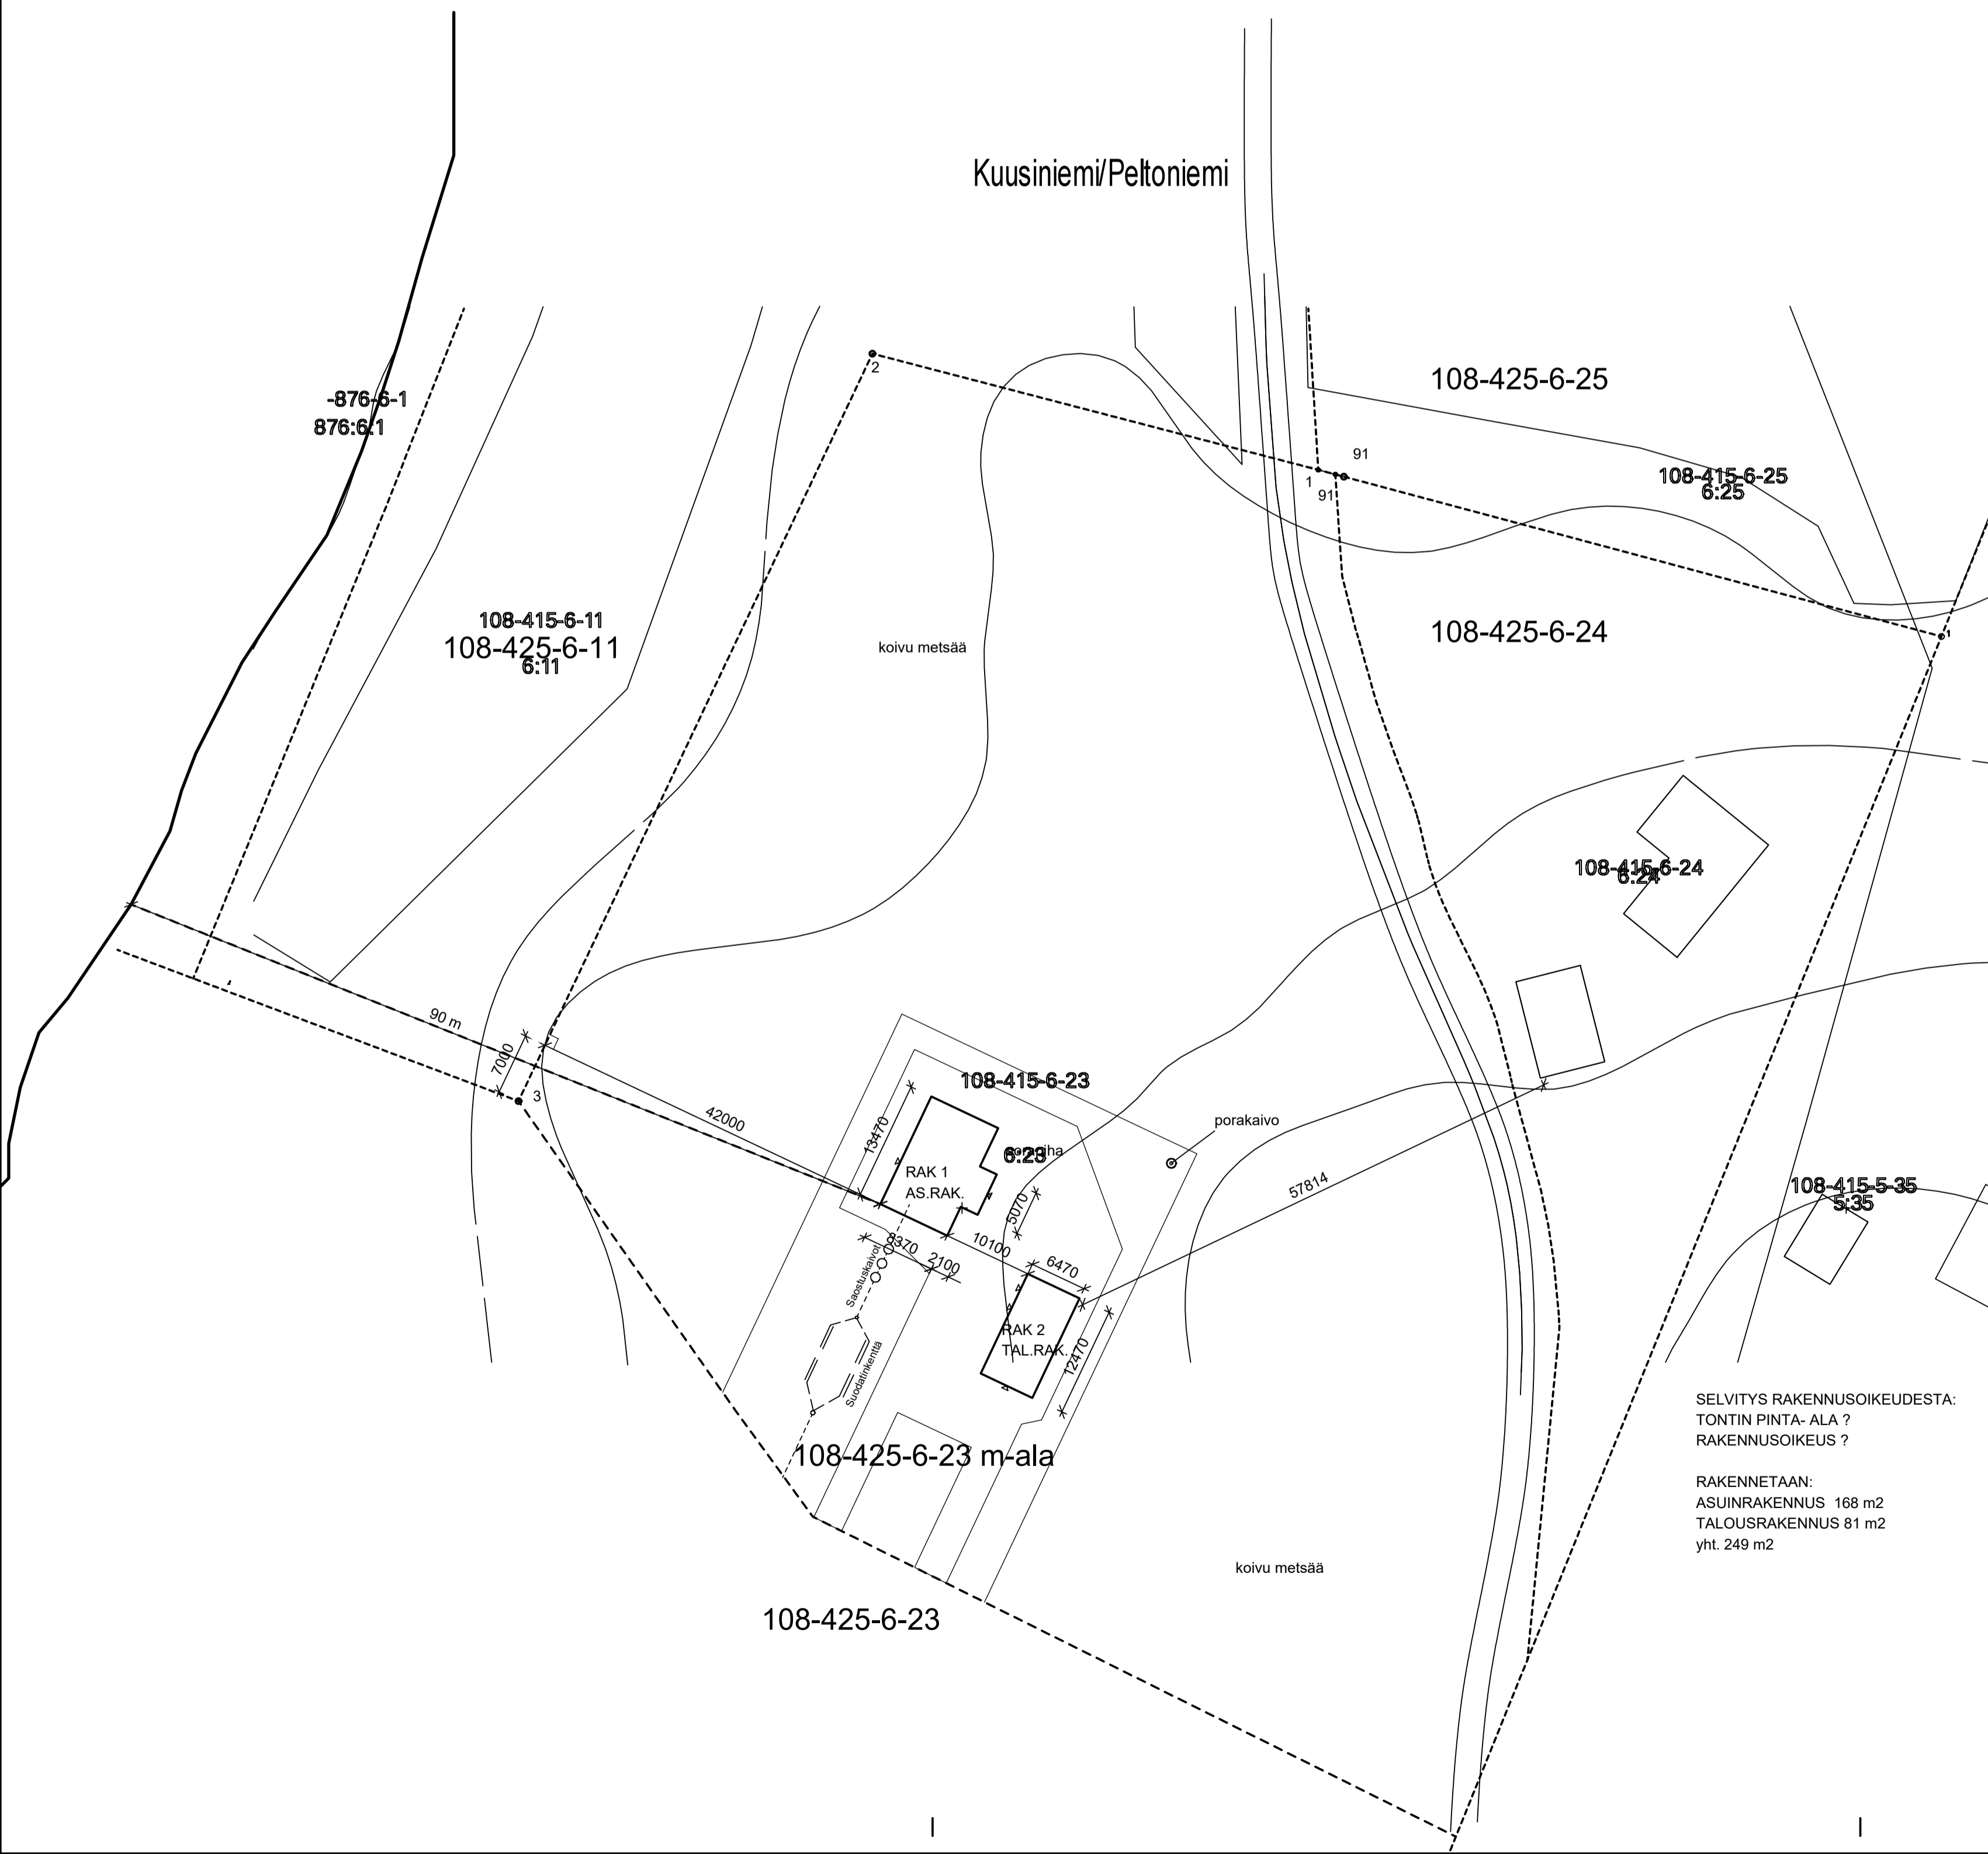 Kuusiniemi/Peltoniemi
2
108-425-6-25
-876-6-1
876:6:1
91
1
91
108-415-6-25
6:25
108-415-6-11
108-425-6-11
6:11
koivu metsää
108-425-6-24
1
108-415-6-24
6:24
90 m
7000
3
42000
108-415-6-23
13470
porakaivo
6:23
RAK 1
AS.RAK.
57814
108-415-5-35
5:35
5070
8370
2100
10100
6470
Saostuskaivot
RAK 2
TAL.RAK.
12470
Suodatinkenttä
SELVITYS RAKENNUSOIKEUDESTA:
TONTIN PINTA- ALA ?
RAKENNUSOIKEUS ?
RAKENNETAAN:
ASUINRAKENNUS 168 m2
TALOUSRAKENNUS 81 m2
yht. 249 m2
108-425-6-23 m-ala
koivu metsää
108-425-6-23